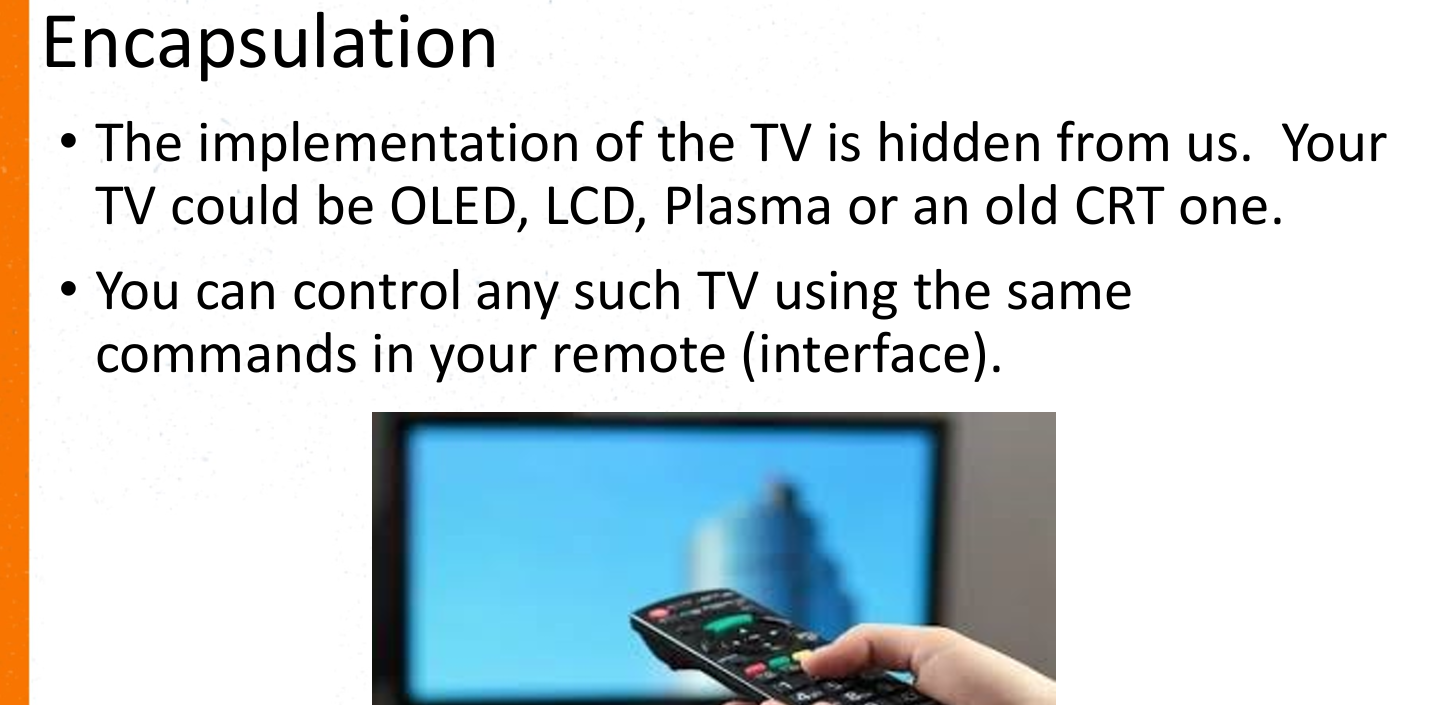 Encapsulation
• The implementation of the TV is hidden from us.  Your
TV could be OLED, LCD, Plasma or an old CRT one.
• You can control any such TV using the same
commands in your remote (interface).